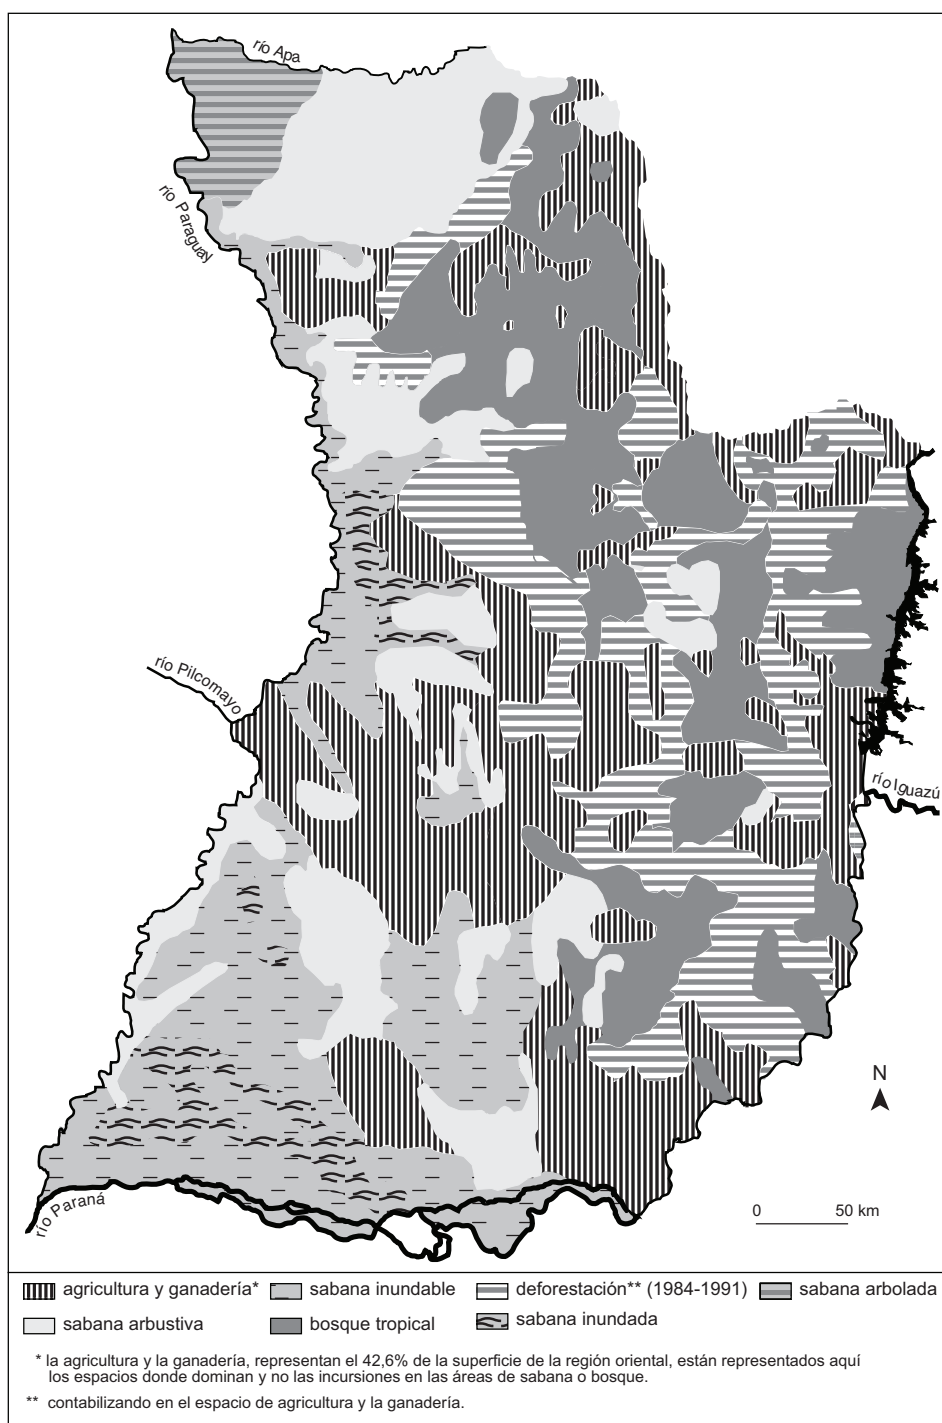 río Apa
río Paraguay
río Pilcomayo
río Iguazú
N
0 50 km
río Paraná
agricultura y ganadería* sabana inundable deforestación** (1984-1991) sabana arbolada
sabana arbustiva bosque tropical sabana inundada
* la agricultura y la ganadería, representan el 42,6% de la superficie de la región oriental, están representados aquí
los espacios donde dominan y no las incursiones en las áreas de sabana o bosque.
** contabilizando en el espacio de agricultura y la ganadería.